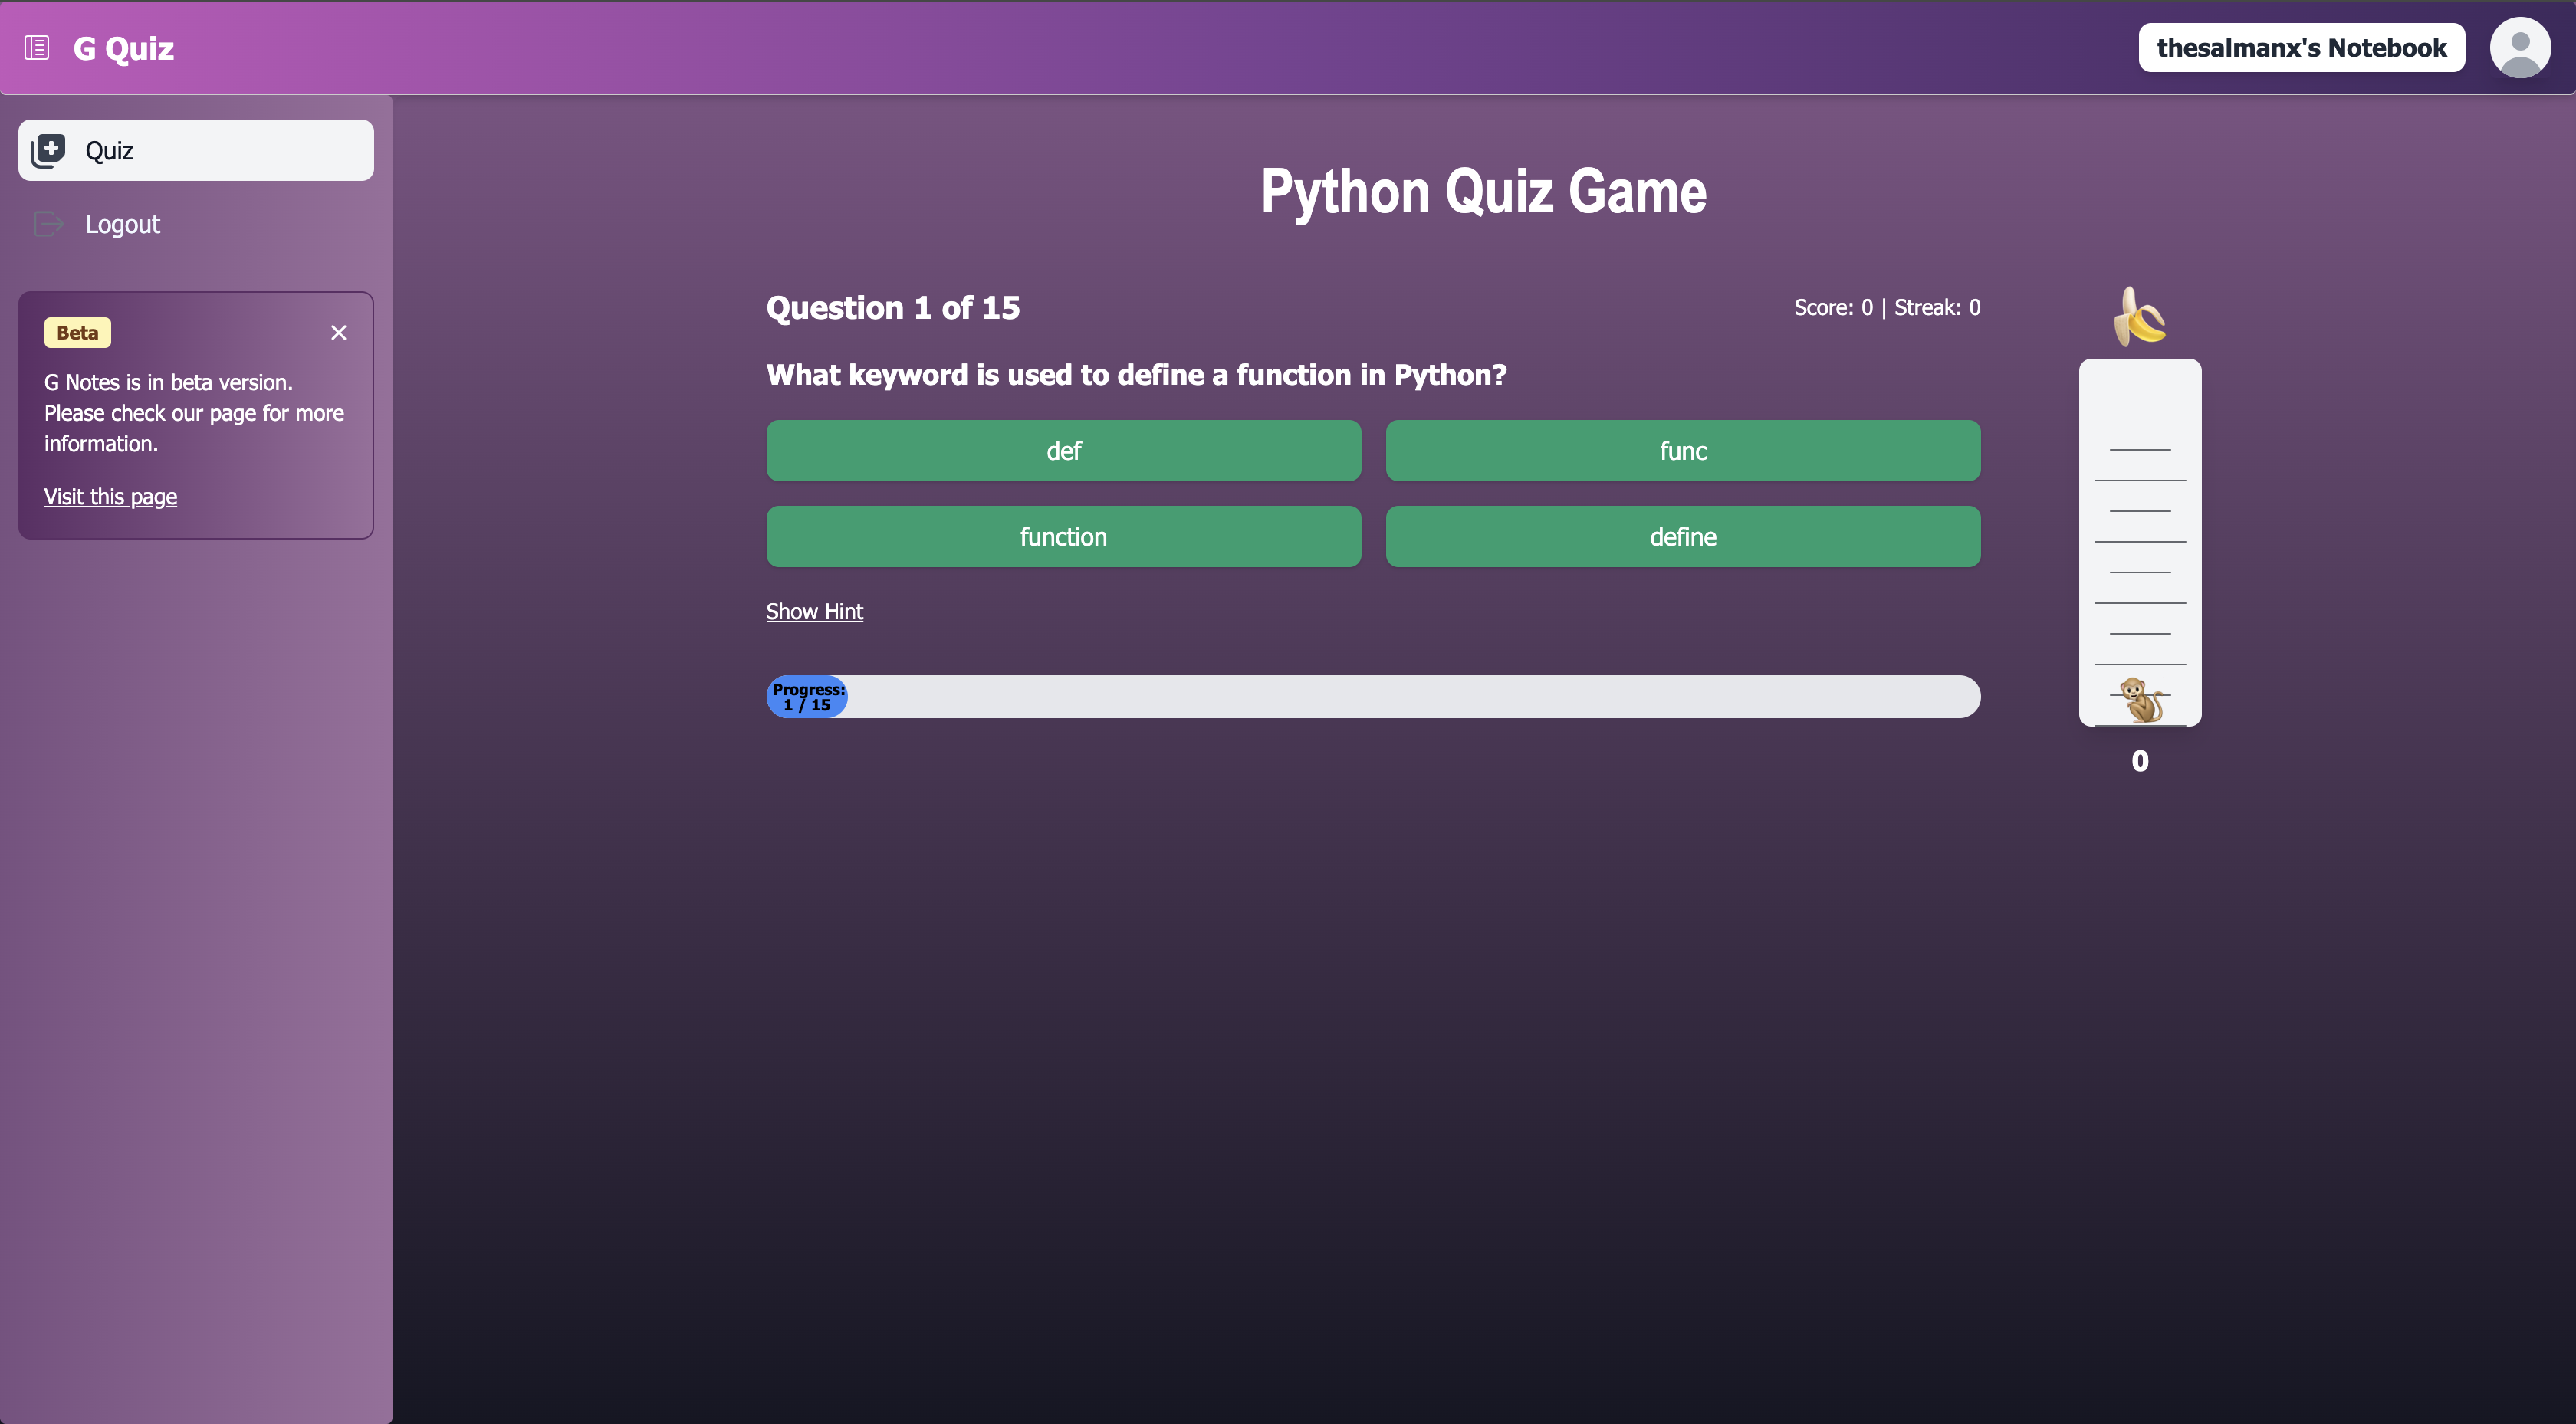 G Quiz
thesalmanx's Notebook
Quiz
Logout
Beta
G Notes is in beta version.
Please check our page for more
information.
Visit this page
Python Quiz Game
Question 1 of 15
Score: 0 | Streak: 0
What keyword is used to define a function in Python?
def
func
function
define
Show Hint
Progress:
1 / 15
0